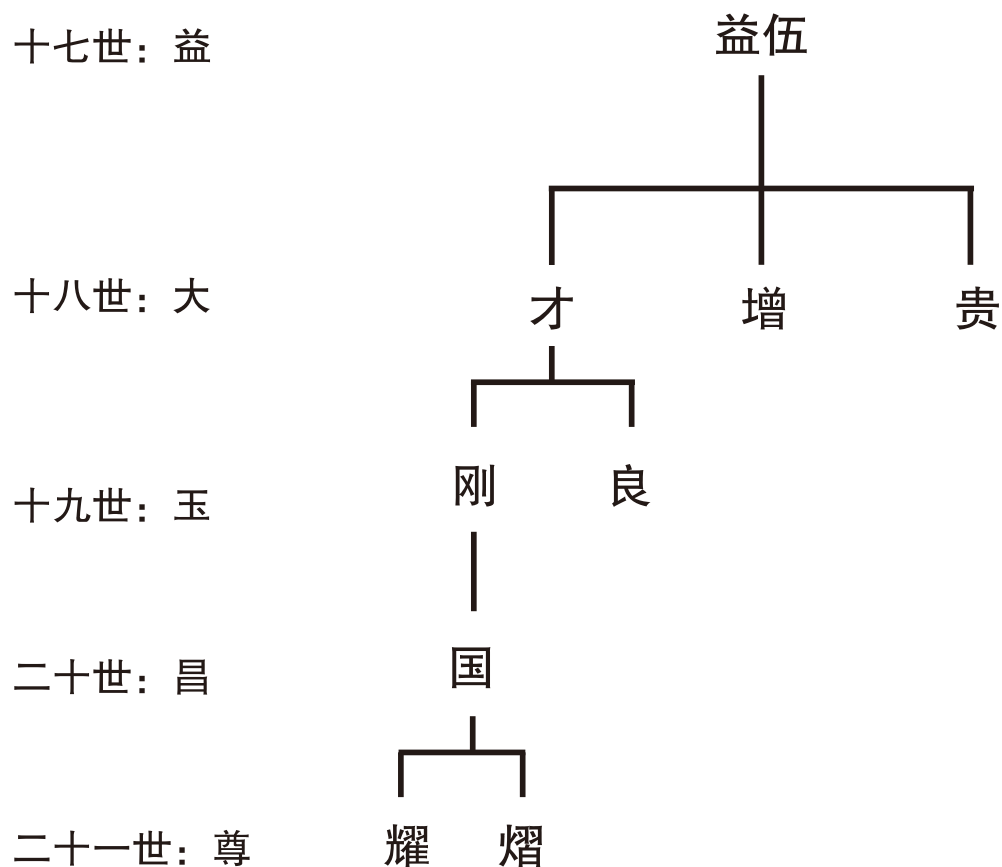 十七世：益 益伍
十八世：大 才 增 贵
十九世：玉 刚 良
二十世：昌 国
二十一世：尊 耀 熠